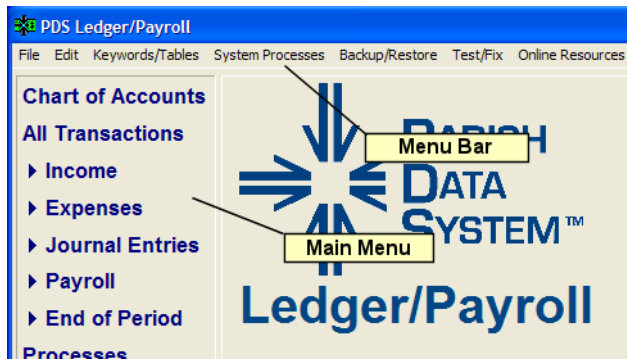 PDS Ledger/Payroll
File Edit Keywords/Tables System Processes Backup/Restore Test/Fix Online Resources
Chart of Accounts
All Transactions
Income
Expenses
Journal Entries
Payroll
End of Period
Processes
Menu Bar
Main Menu
DATA
SYSTEM™
Ledger/Payroll